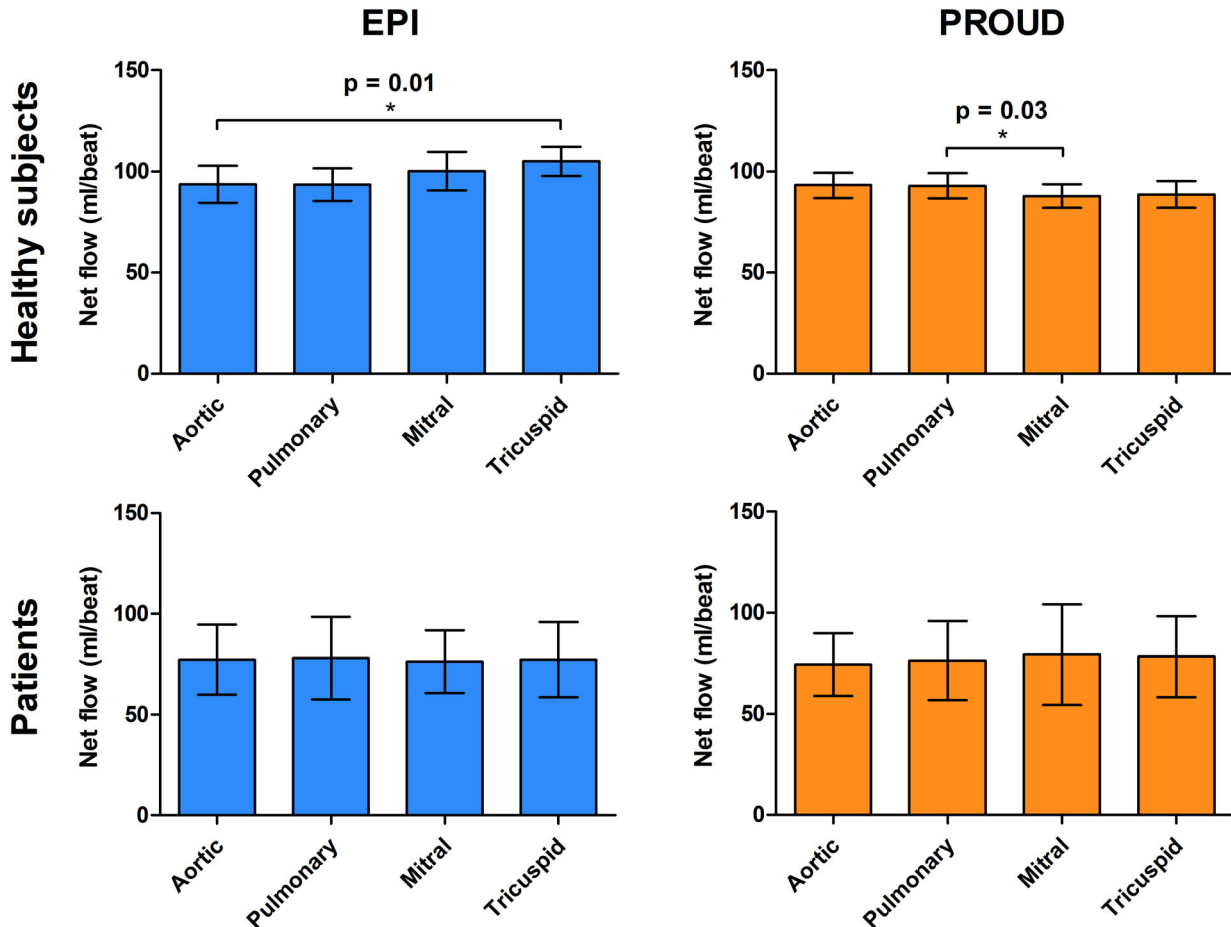 EPI
PROUD
Healthy subjects
Net flow (ml/beat)
150
100
50
0
p = 0.01
*
Aortic
Pulmonary
Mitral
Tricuspid
Net flow (ml/beat)
150
100
50
0
p = 0.03
*
Aortic
Pulmonary
Mitral
Tricuspid
Patients
Net flow (ml/beat)
150
100
50
0
Aortic
Pulmonary
Mitral
Tricuspid
Net flow (ml/beat)
150
100
50
0
Aortic
Pulmonary
Mitral
Tricuspid